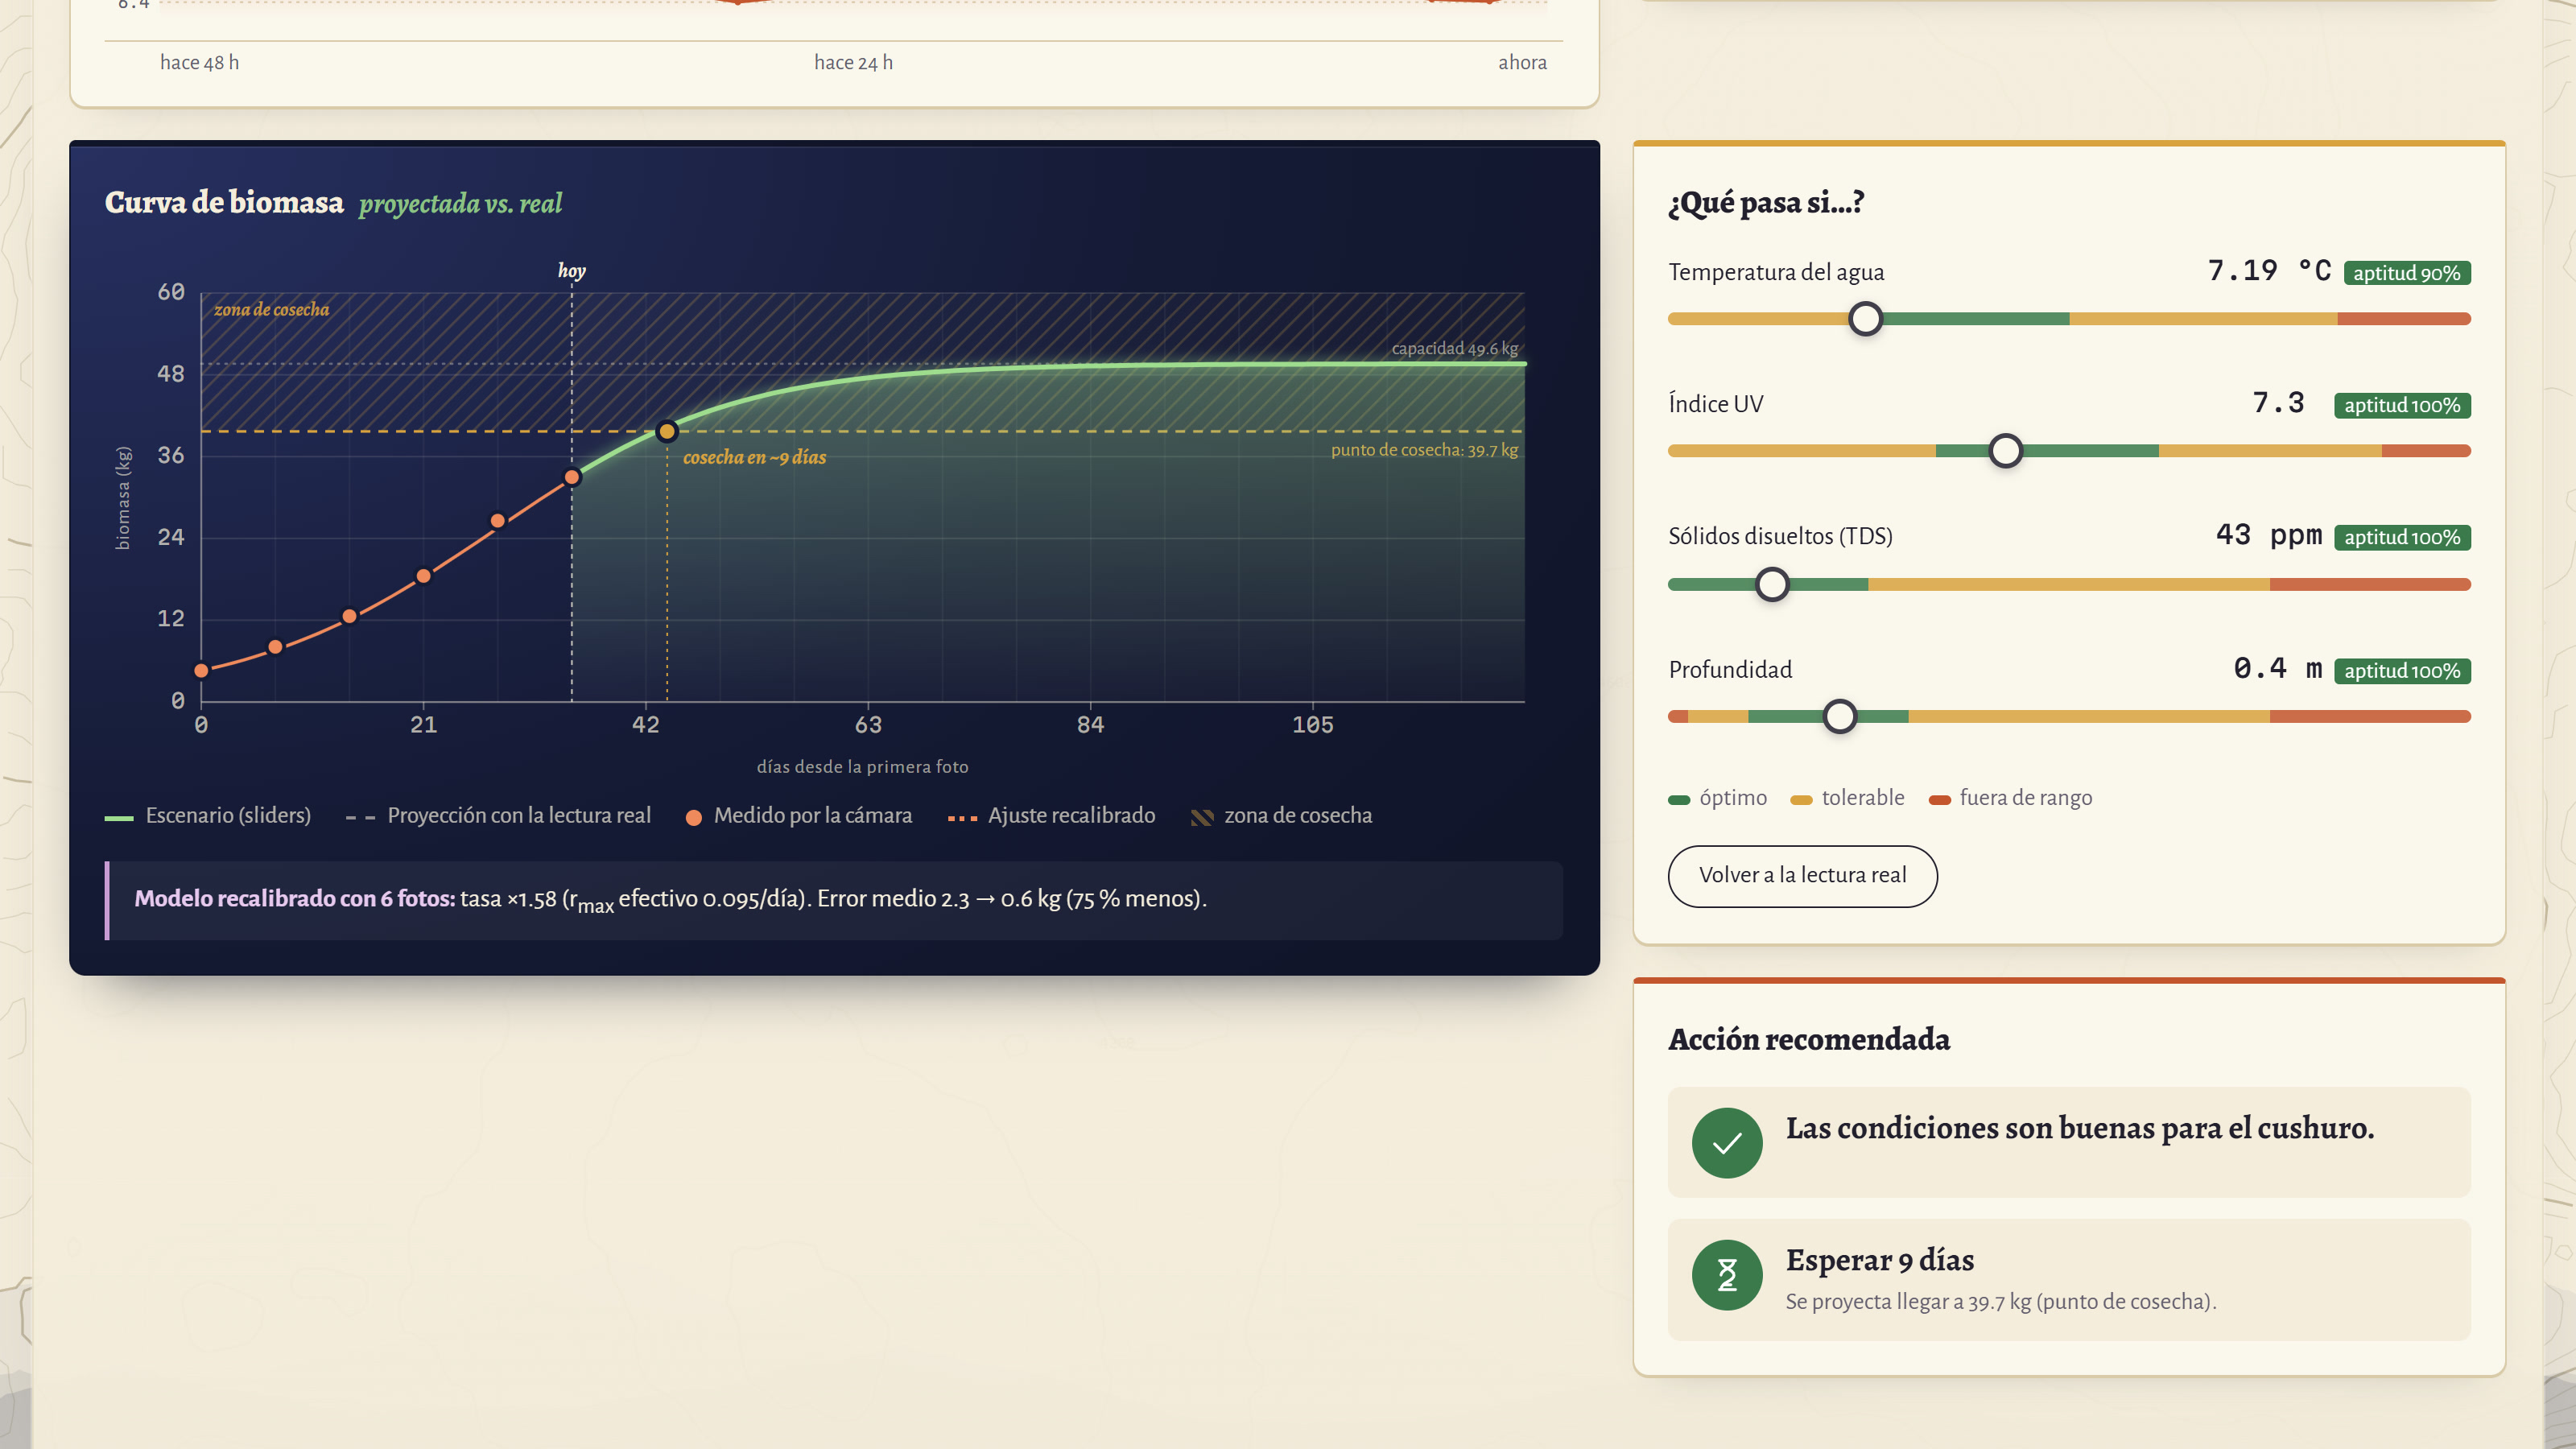 6.4
hace 48 h
hace 24 h
ahora
Curva de biomasa proyectada vs. real
hoy
60
zona de cosecha
capacidad 49.6 kg
48
36
cosecha en ~9 días
punto de cosecha: 39.7 kg
biomasa (kg)
24
12
0
0
21
42
63
84
105
días desde la primera foto
Escenario (sliders)
Proyección con la lectura real
Medido por la cámara
Ajuste recalibrado
zona de cosecha
Modelo recalibrado con 6 fotos: tasa ×1.58 (rmax efectivo 0.095/día). Error medio 2.3 → 0.6 kg (75 % menos).
¿Qué pasa si...?
Temperatura del agua
7.19 °C aptitud 90%
Índice UV
7.3 aptitud 100%
Sólidos disueltos (TDS)
43 ppm aptitud 100%
Profundidad
0.4 m aptitud 100%
óptimo
tolerable
fuera de rango
Volver a la lectura real
Acción recomendada
Las condiciones son buenas para el cushuro.
Esperar 9 días
Se proyecta llegar a 39.7 kg (punto de cosecha).